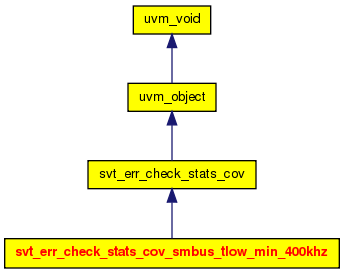 uvm_void
uvm_object
svt_err_check_stats_cov
svt_err_check_stats_cov_smbus_tlow_min_400khz